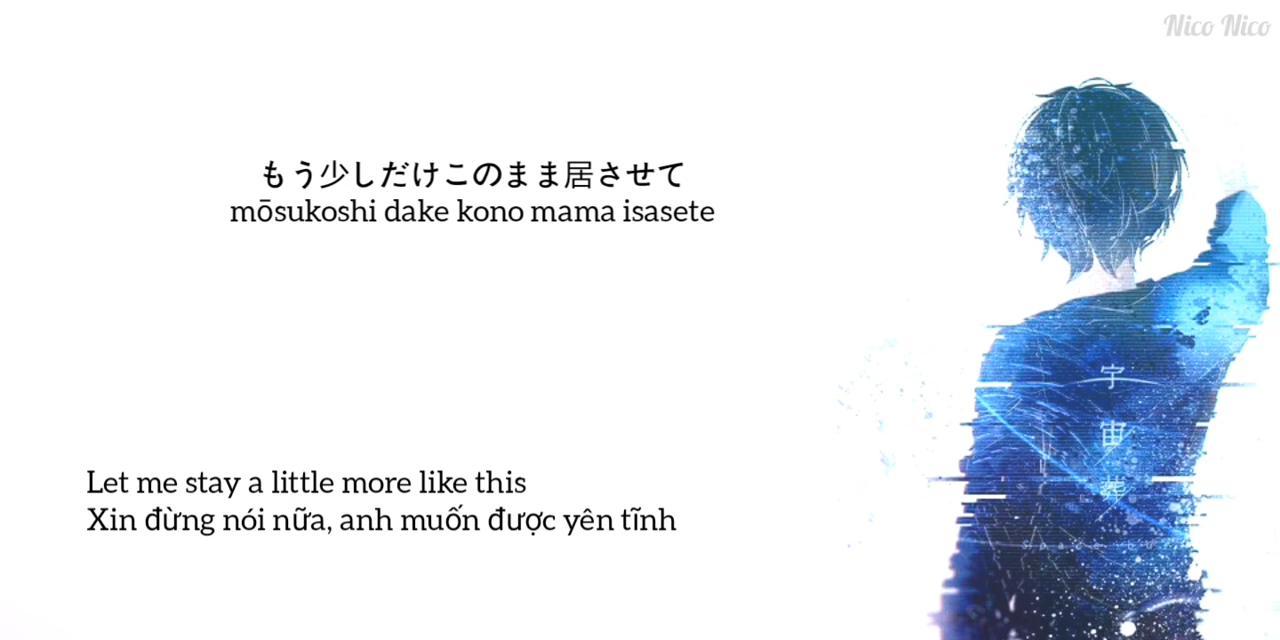 Nico Nico
もう少しだけこのまま居させて
mōsukoshi dake kono mama isasete
宇
宙
葬
Let me stay a little more like this
Xin đừng nói nữa, anh muốn được yên tĩnh